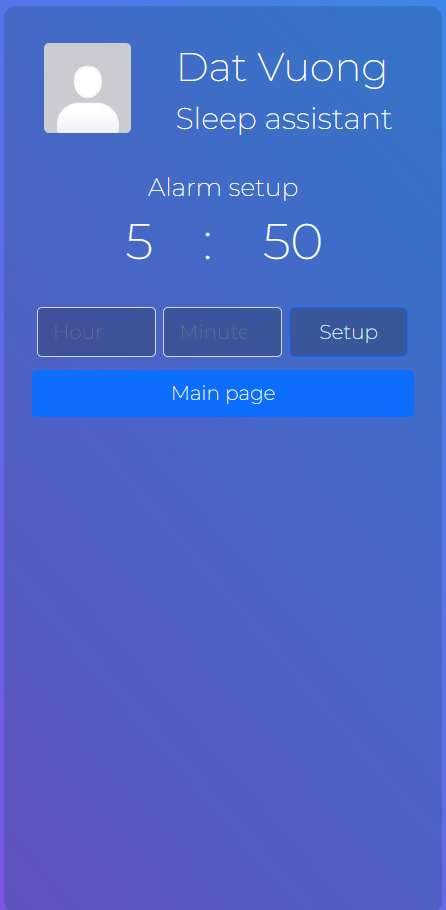 Dat Vuong
Sleep assistant
Alarm setup
5 : 50
Hour Minute Setup
Main page